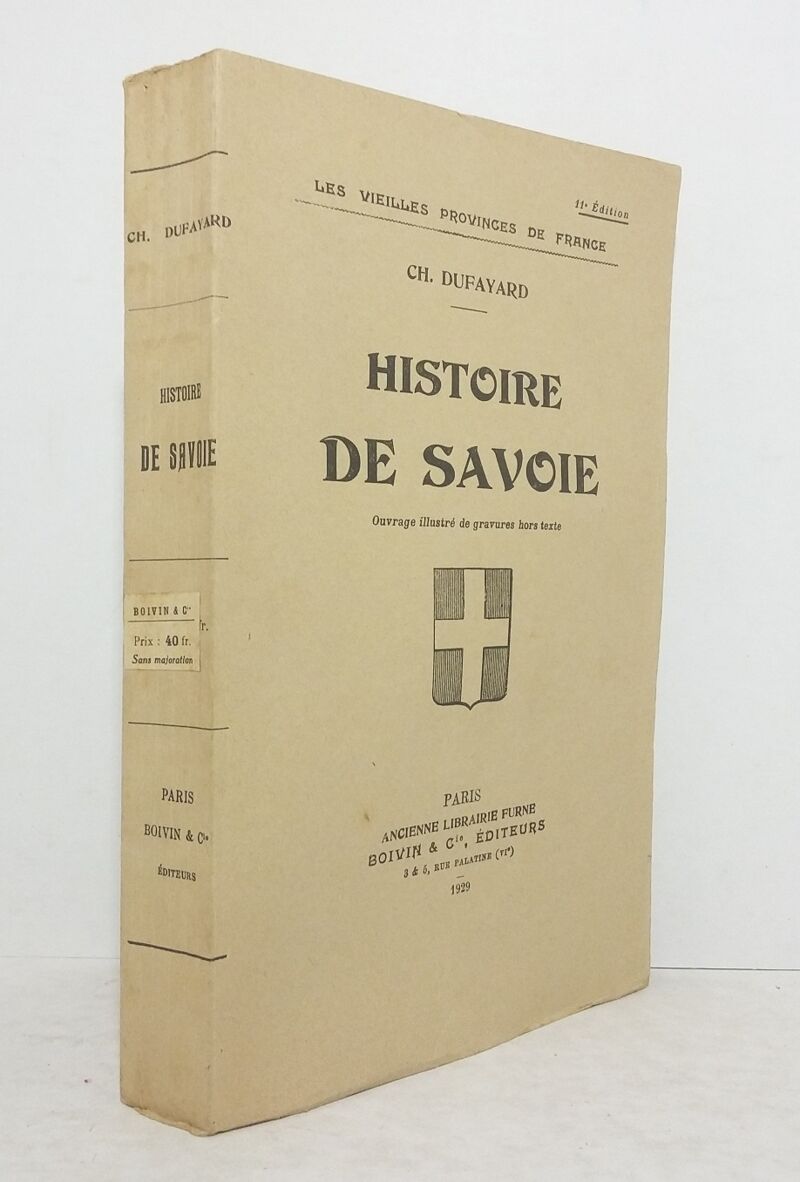 CH. DUFAYARD
HISTOIRE
DE SAVOIE
fr.
BOIVIN & Cie
Prix : 40 fr.
Sans majoration
PARIS
BOIVIN & Cie
ÉDITEURS
11e Édition
LES VIEILLES PROVINCES DE FRANCE
CH. DUFAYARD
HISTOIRE
DE SAVOIE
Ouvrage illustré de gravures hors texte
PARIS
ANCIENNE LIBRAIRIE FURNE
BOIVIN & Cie, ÉDITEURS
3 & 5, RUE PALATINE (VIe)
1929